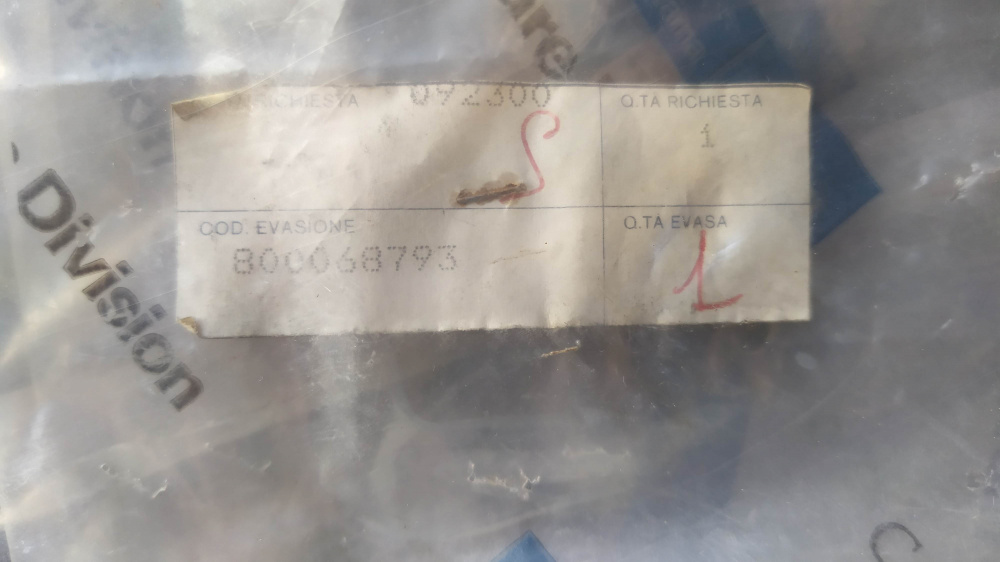 RICHIESTA 092300
Q.TA RICHIESTA
1
S
COD. EVASIONE
800068793
Q.TA EVASA
1
Division